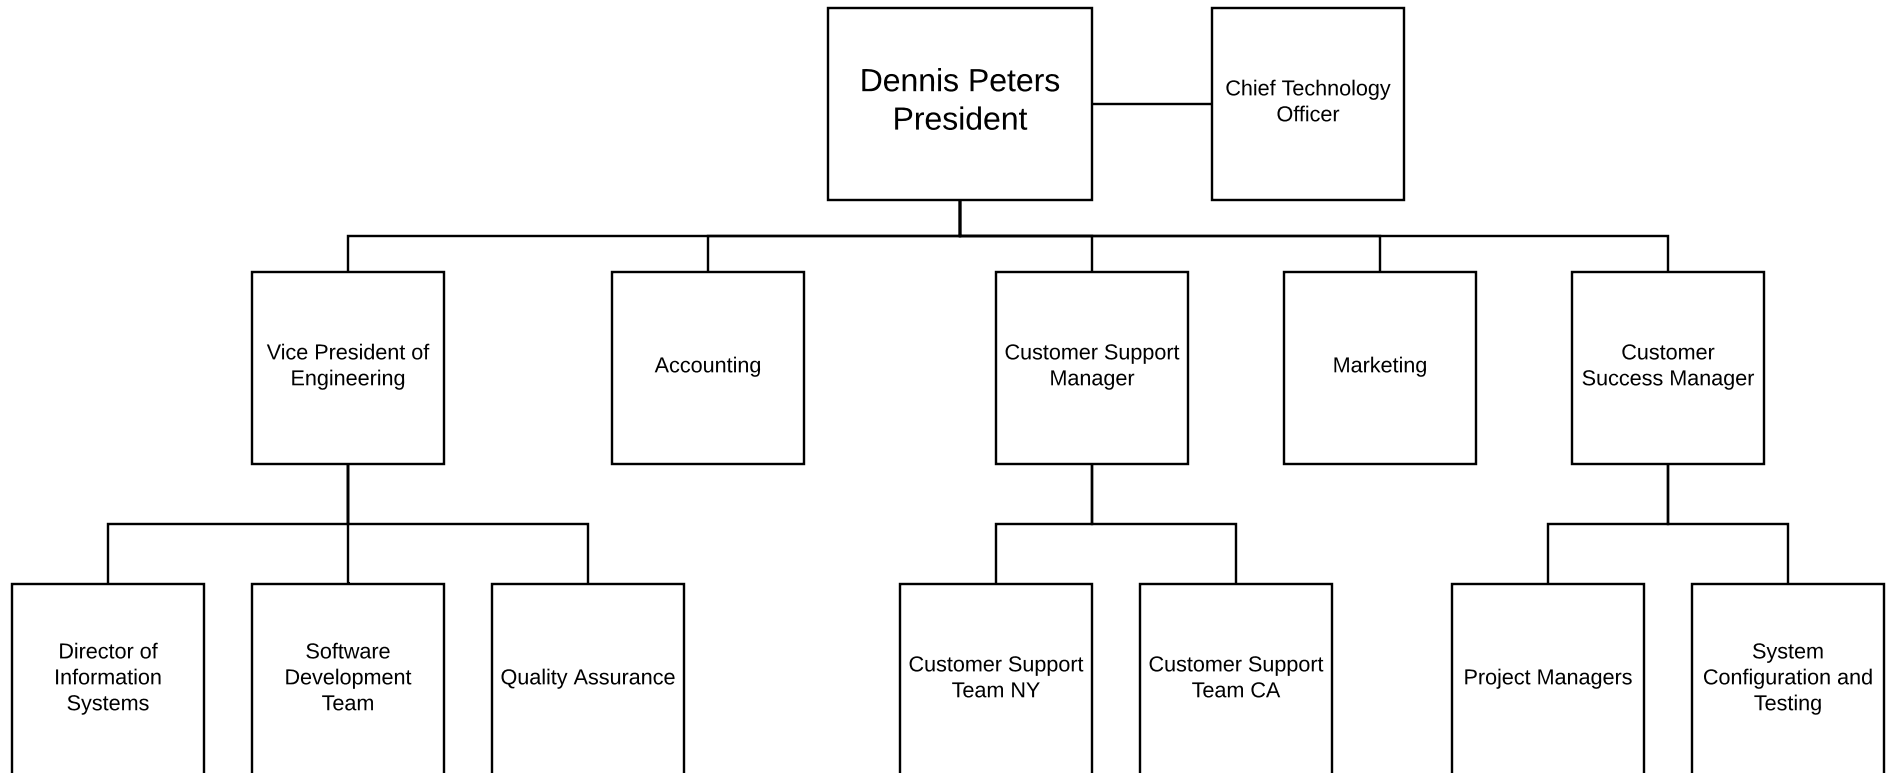 Dennis Peters
President
Chief Technology
Officer
Vice President of
Engineering
Accounting
Customer Support
Manager
Marketing
Customer
Success Manager
Director of
Information
Systems
Software
Development
Team
Quality Assurance
Customer Support
Team NY
Customer Support
Team CA
Project Managers
System
Configuration and
Testing